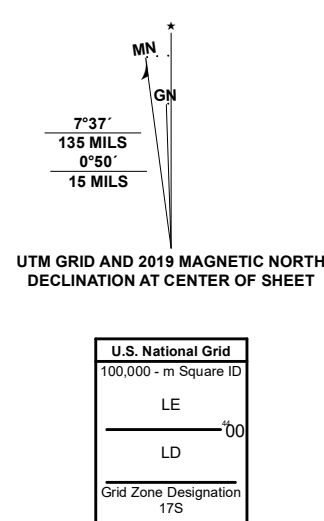 ★
MN
GN
7°37´
135 MILS
0°50´
15 MILS
UTM GRID AND 2019 MAGNETIC NORTH
DECLINATION AT CENTER OF SHEET
U.S. National Grid
100,000 - m Square ID
LE
⁴⁴00
LD
Grid Zone Designation
17S